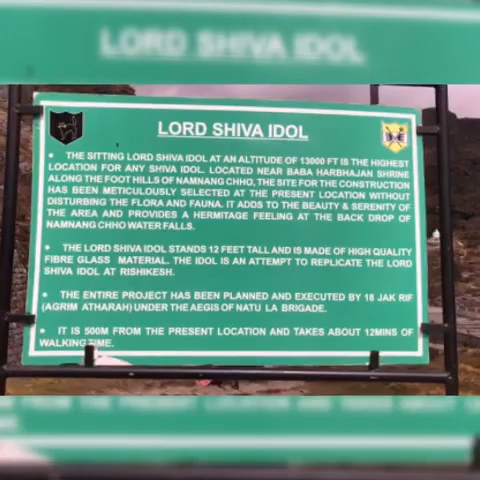 LORD SHIVA IDOL
LORD SHIVA IDOL
• THE SITTING LORD SHIVA IDOL AT AN ALTITUDE OF 13000 FT IS THE HIGHEST
LOCATION FOR ANY SHIVA IDOL. LOCATED NEAR BABA HARBHAJAN SHRINE
ALONG THE FOOT HILLS OF NAMNANG CHHO, THE SITE FOR THE CONSTRUCTION
HAS BEEN METICULOUSLY SELECTED AT THE PRESENT LOCATION WITHOUT
DISTURBING THE FLORA AND FAUNA. IT ADDS TO THE BEAUTY & SERENITY OF
THE AREA AND PROVIDES A HERMITAGE FEELING AT THE BACK DROP OF
NAMNANG CHHO WATER FALLS.
• THE LORD SHIVA IDOL STANDS 12 FEET TALL AND IS MADE OF HIGH QUALITY
FIBRE GLASS MATERIAL. THE IDOL IS AN ATTEMPT TO REPLICATE THE LORD
SHIVA IDOL AT RISHIKESH.
• THE ENTIRE PROJECT HAS BEEN PLANNED AND EXECUTED BY 18 JAK RIF
(AGRIM ATHARAH) UNDER THE AEGIS OF NATU LA BRIGADE.
• IT IS 500M FROM THE PRESENT LOCATION AND TAKES ABOUT 12MINS OF
WALKING TIME.